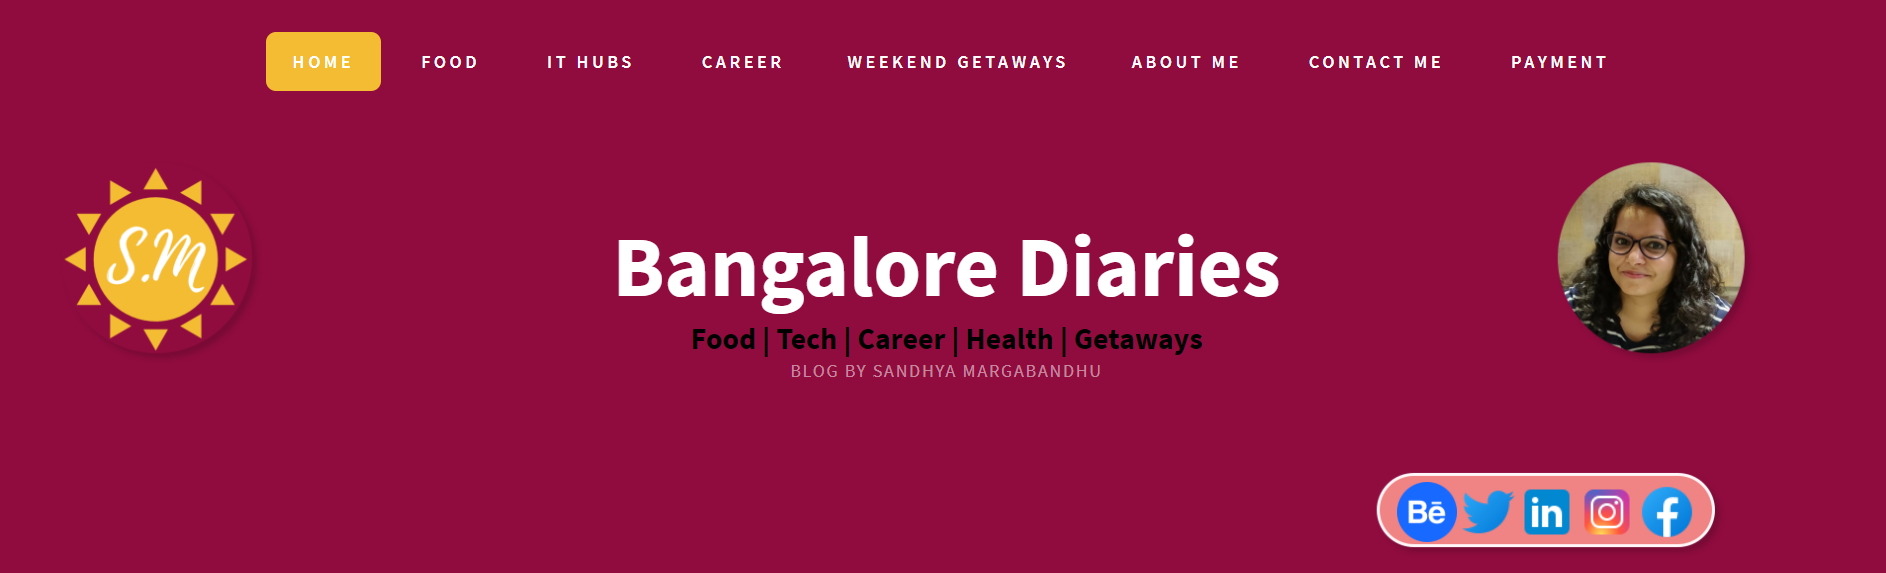 HOME FOOD IT HUBS CAREER WEEKEND GETAWAYS ABOUT ME CONTACT ME PAYMENT
S.M
Bangalore Diaries
Food | Tech | Career | Health | Getaways
BLOG BY SANDHYA MARGABANDHU
Bē in f